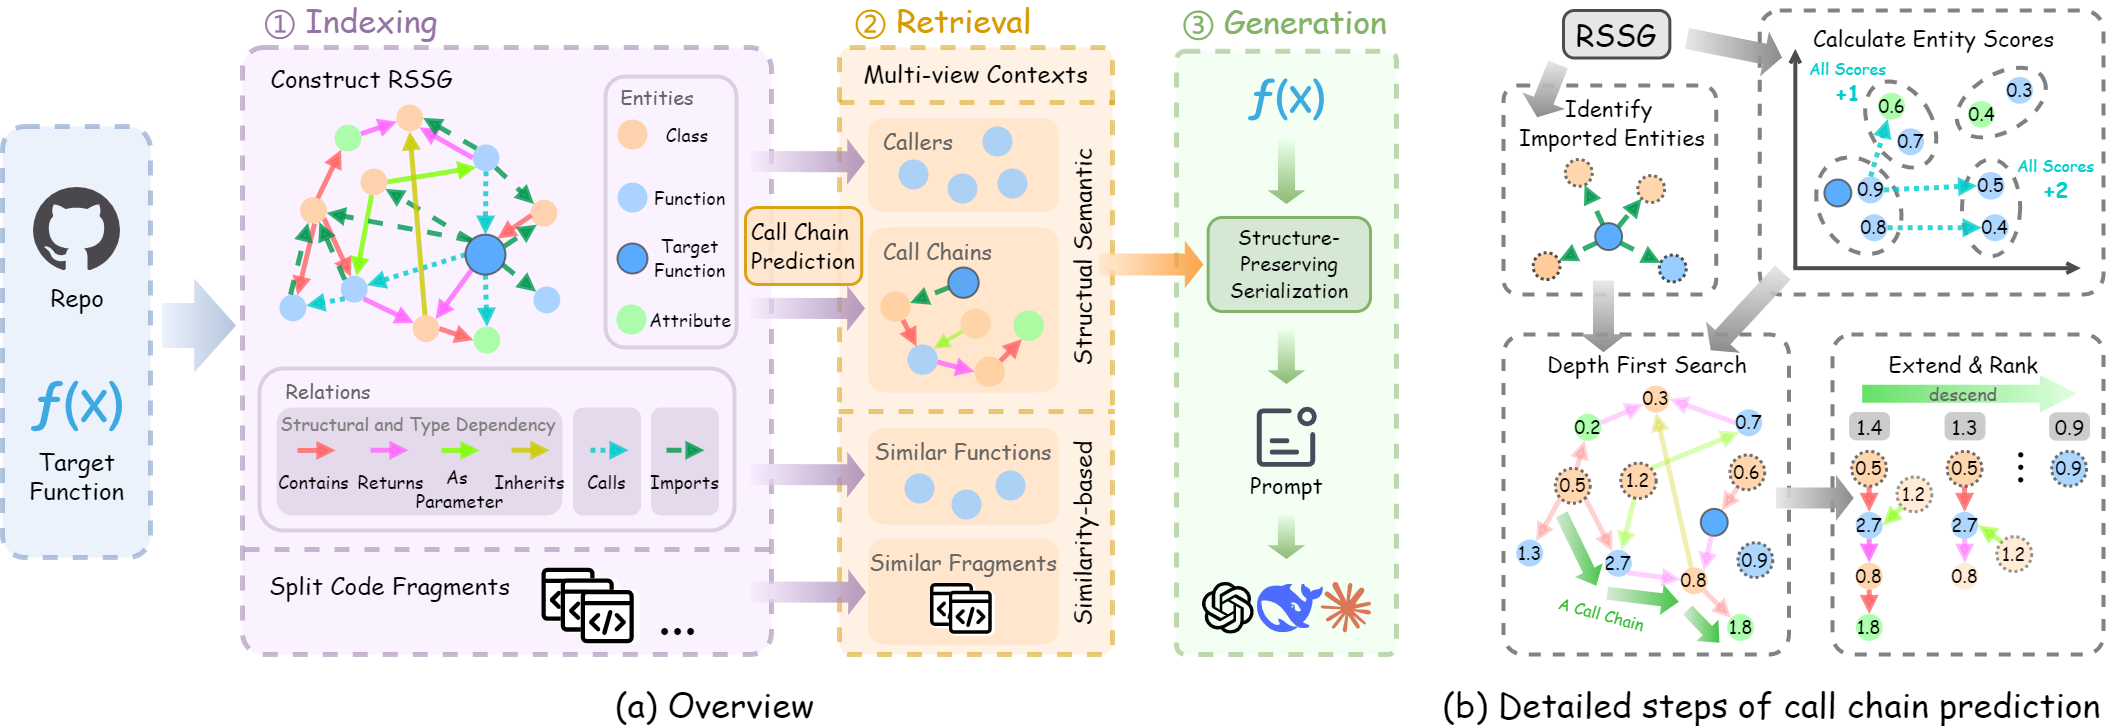 ① Indexing
② Retrieval
③ Generation
Repo
f(x)
Target
Function
Construct RSSG
Entities
Class
Function
Target
Function
Attribute
Relations
Structural and Type Dependency
Contains
Returns
As
Parameter
Inherits
Calls
Imports
Split Code Fragments
</>
...
Call Chain
Prediction
Multi-view Contexts
Callers
Call Chains
Structural Semantic
Similar Functions
Similar Fragments
</>
Similarity-based
f(x)
Structure-
Preserving
Serialization
Prompt
(a) Overview
RSSG
Identify
Imported Entities
Calculate Entity Scores
All Scores
+1
0.6
0.7
0.4
0.3
0.9
0.8
0.5
0.4
All Scores
+2
Depth First Search
0.3
0.2
0.7
0.5
1.2
0.6
1.3
2.7
0.9
0.8
1.8
A Call Chain
Extend & Rank
descend
1.4
1.3
0.9
0.5
0.5
0.9
1.2
2.7
2.7
1.2
0.8
0.8
1.8
(b) Detailed steps of call chain prediction